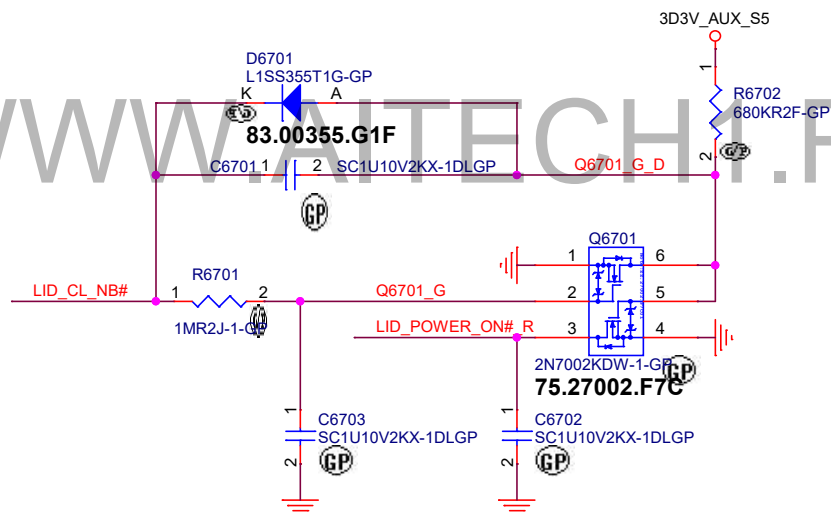 3D3V_AUX_S5
D6701
L1SS355T1G-GP
K
A
1
R6702
680KR2F-GP
83.00355.G1F
WWW.AITECH1.F
2
C6701
1
2
SC1U10V2KX-1DLGP
Q6701_G_D
GP
Q6701
1
6
R6701
LID_CL_NB#
1
2
Q6701_G
2
5
1MR2J-1-GP
LID_POWER_ON#_R
3
4
2N7002KDW-1-GP
GP
75.27002.F7C
1
C6703
SC1U10V2KX-1DLGP
2
GP
1
C6702
SC1U10V2KX-1DLGP
2
GP